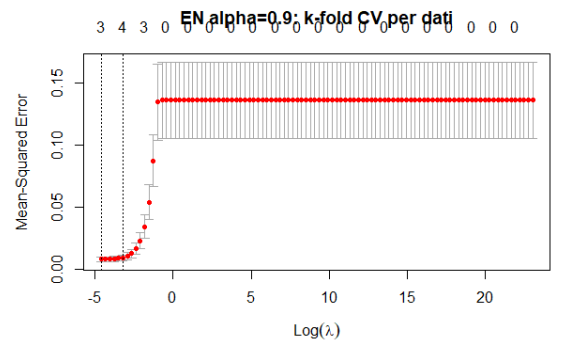 EN alpha=0.9: k-fold CV per dati
3 4 3 0 0 0 0 0 0 0 0 0 0 0 0 0 0 0 0 0
Mean-Squared Error
0.15
0.10
0.05
0.00
-5 0 5 10 15 20
Log(λ)